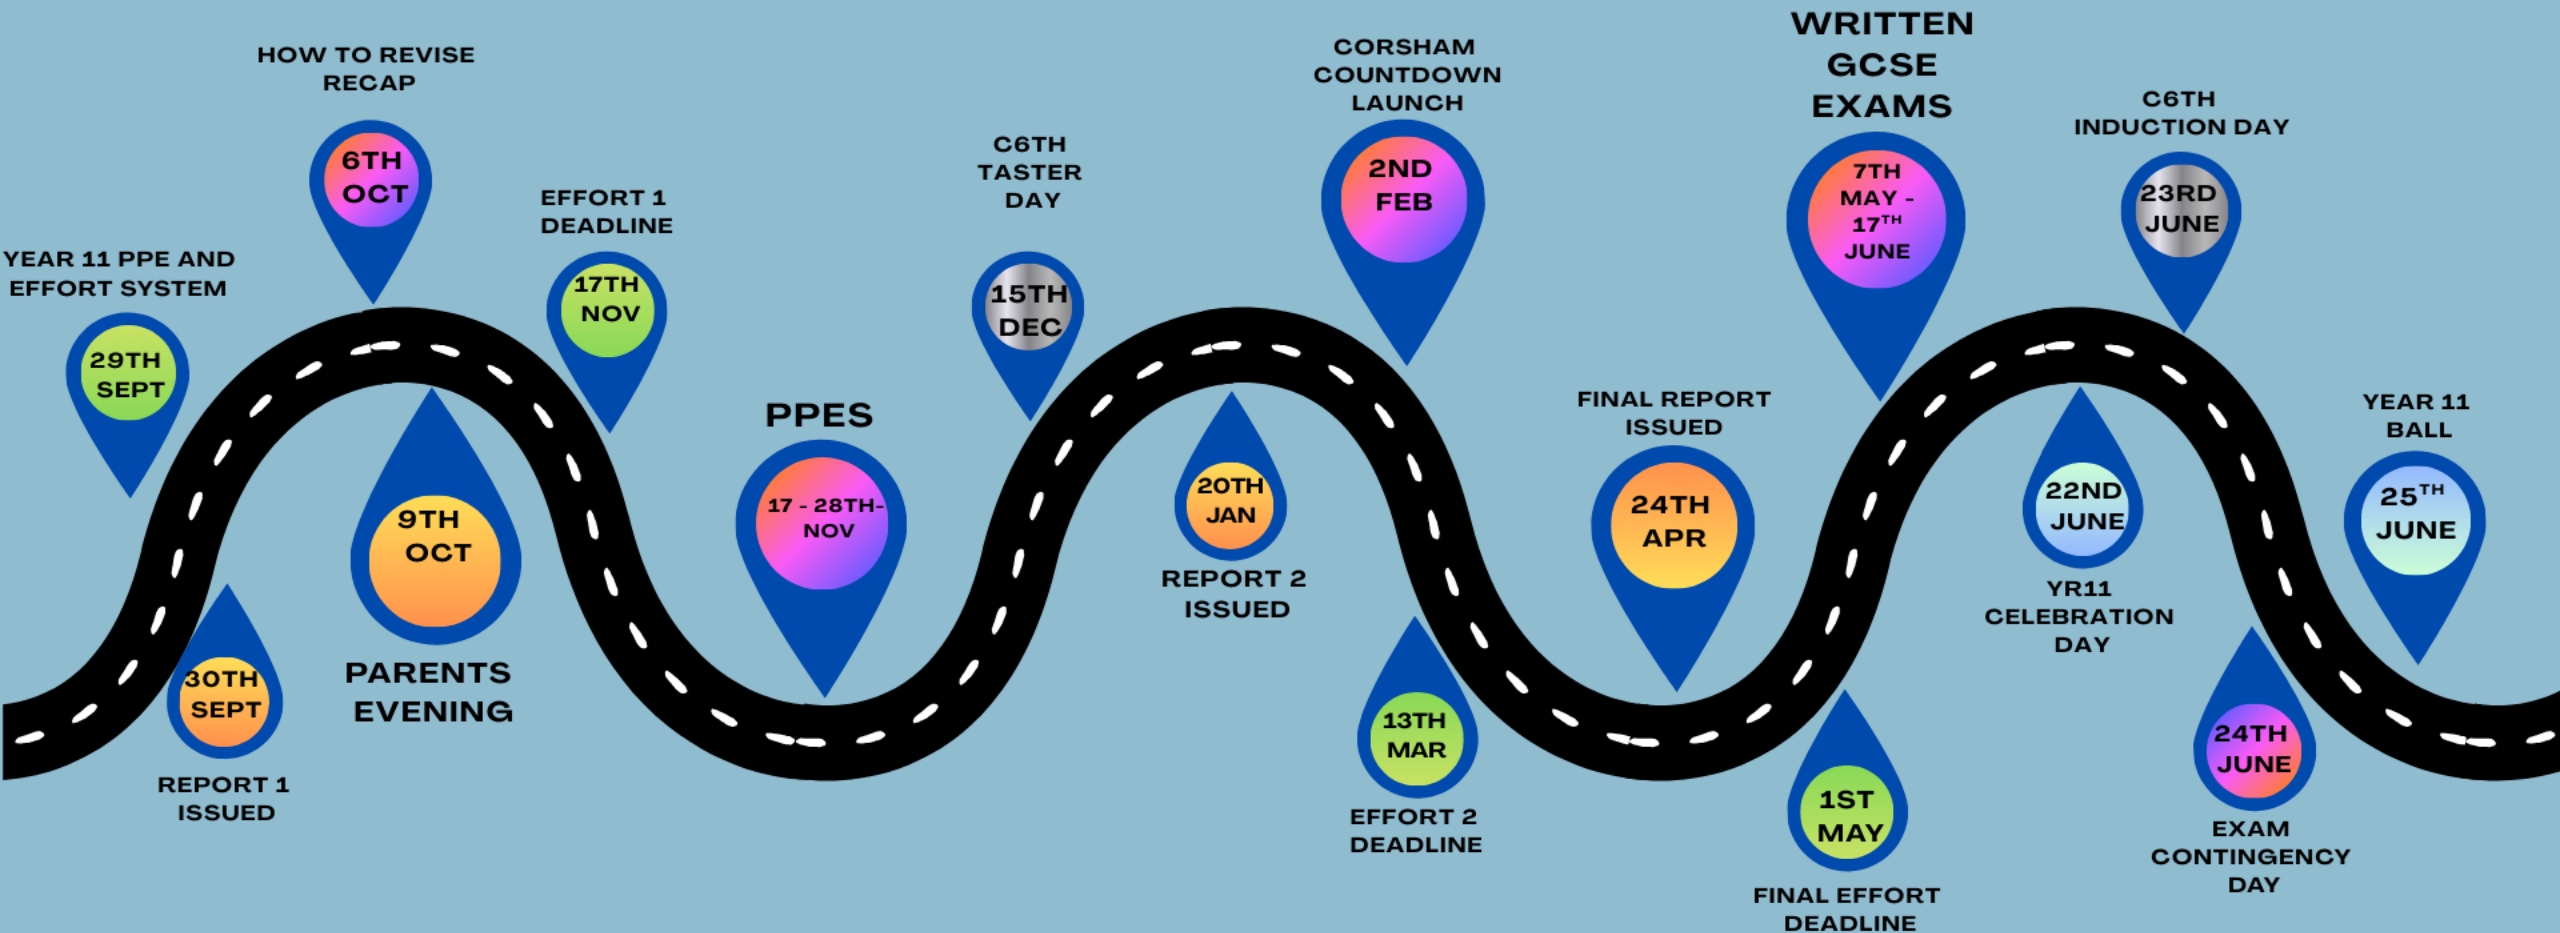 YEAR 11 PPE AND
EFFORT SYSTEM
29TH
SEPT
30TH
SEPT
REPORT 1
ISSUED
HOW TO REVISE
RECAP
6TH
OCT
9TH
OCT
PARENTS
EVENING
EFFORT 1
DEADLINE
17TH
NOV
PPES
17 - 28TH-
NOV
C6TH
TASTER
DAY
15TH
DEC
20TH
JAN
REPORT 2
ISSUED
CORSHAM
COUNTDOWN
LAUNCH
2ND
FEB
13TH
MAR
EFFORT 2
DEADLINE
FINAL REPORT
ISSUED
24TH
APR
1ST
MAY
FINAL EFFORT
DEADLINE
WRITTEN
GCSE
EXAMS
7TH
MAY -
17TH
JUNE
22ND
JUNE
YR11
CELEBRATION
DAY
C6TH
INDUCTION DAY
23RD
JUNE
24TH
JUNE
EXAM
CONTINGENCY
DAY
YEAR 11
BALL
25TH
JUNE